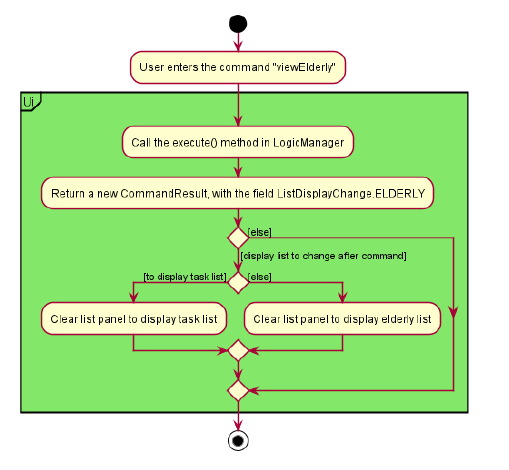 User enters the command "viewElderly"
Ui
Call the execute() method in LogicManager
Return a new CommandResult, with the field ListDisplayChange.ELDERLY
[else]
[display list to change after command]
[to display task list]
[else]
Clear list panel to display task list
Clear list panel to display elderly list